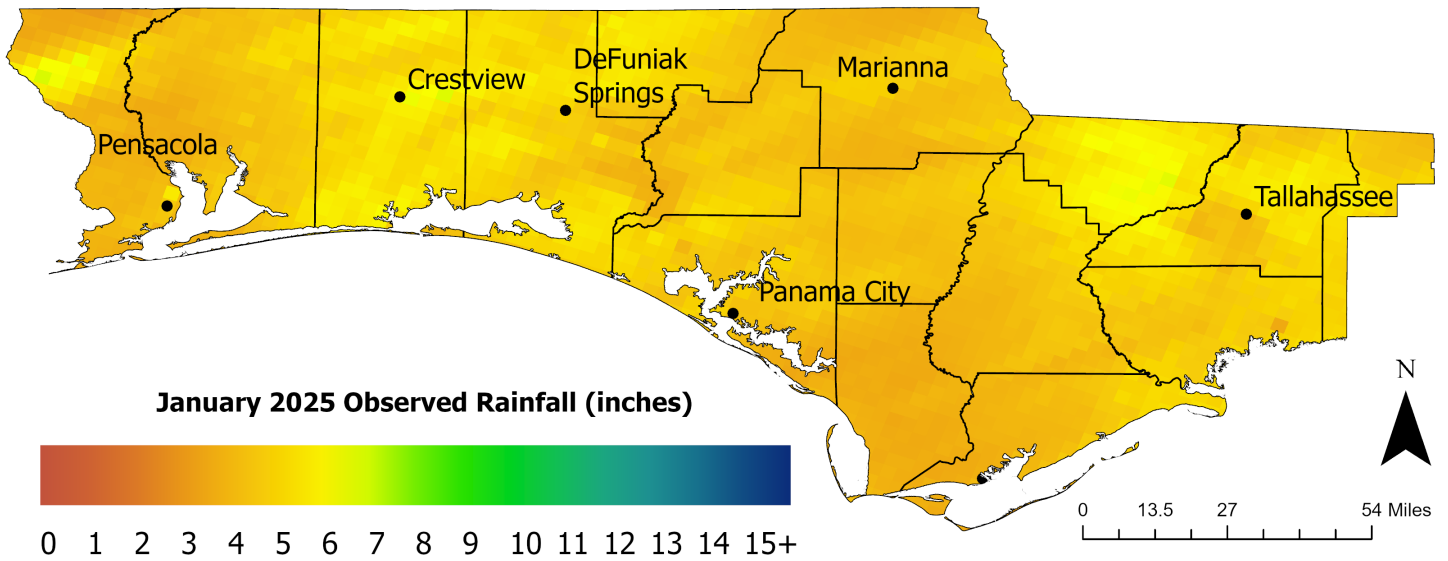 DeFuniak
Springs
Crestview
Marianna
Pensacola
Tallahassee
Panama City
January 2025 Observed Rainfall (inches)
0 1 2 3 4 5 6 7 8 9 10 11 12 13 14 15+
N
0 13.5 27 54 Miles